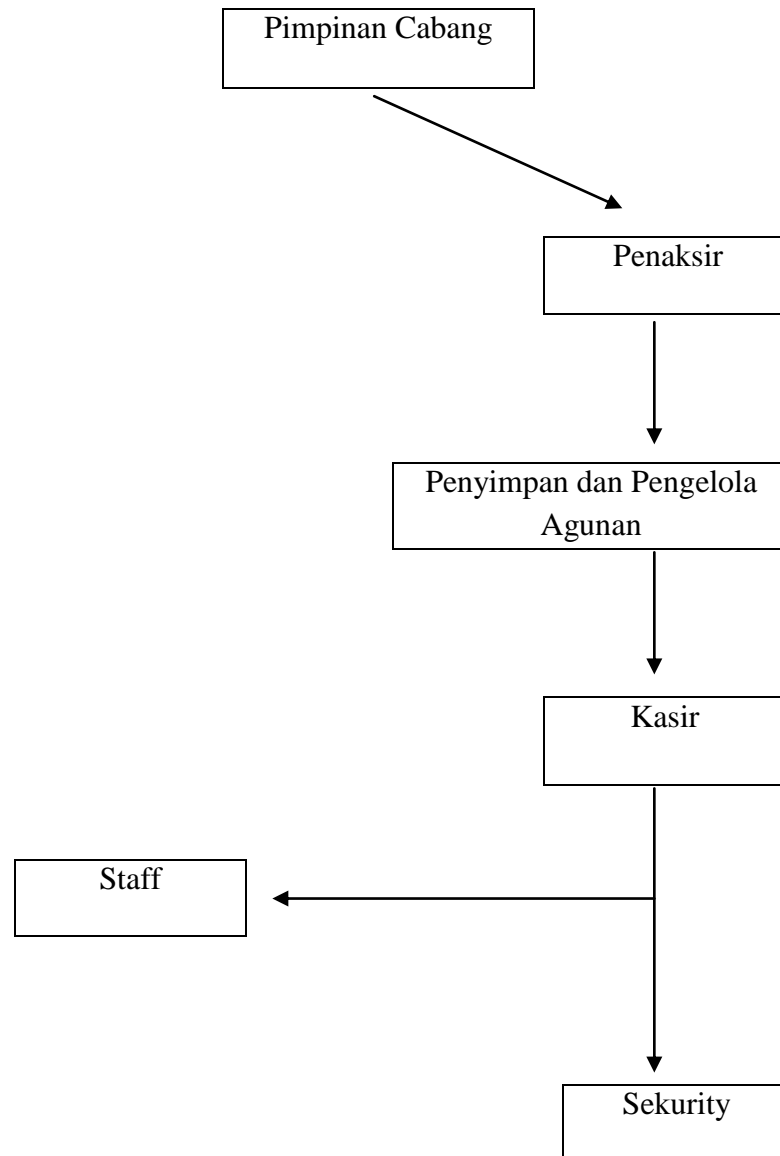 Pimpinan Cabang
Penaksir
Penyimpan dan Pengelola
Agunan
Kasir
Staff
Sekurity